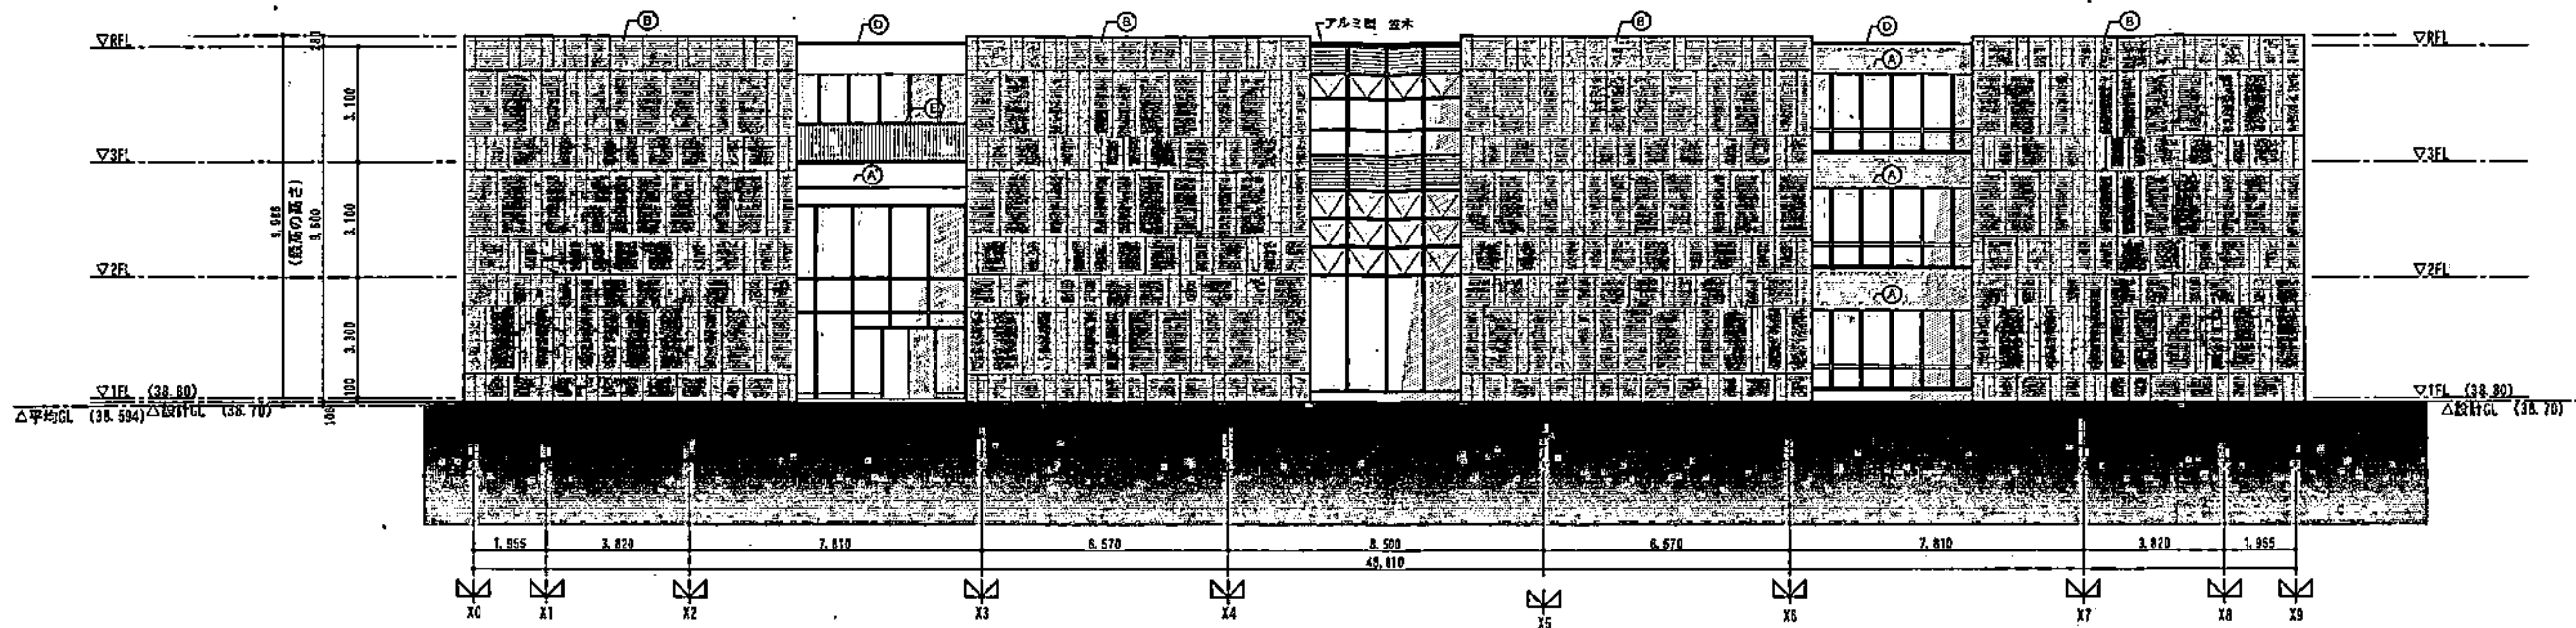 B
D
B
アルミ製 笠木
B
D
B
▽RFL
▽RFL
281
A
3,100
E
▽3FL
▽3FL
A
A
(最高の高さ)
9,600
3,100
▽2FL
▽2FL
A
3,300
▽1FL (38.80)
100
▽1FL (38.80)
△平均GL (38.594)
△設計GL (38.70)
106
△設計GL (38.70)
1,955
3,820
7,810
6,570
8,500
6,570
7,810
3,820
1,955
X0
X1
X2
X3
X4
X5
X6
X7
X8
X9